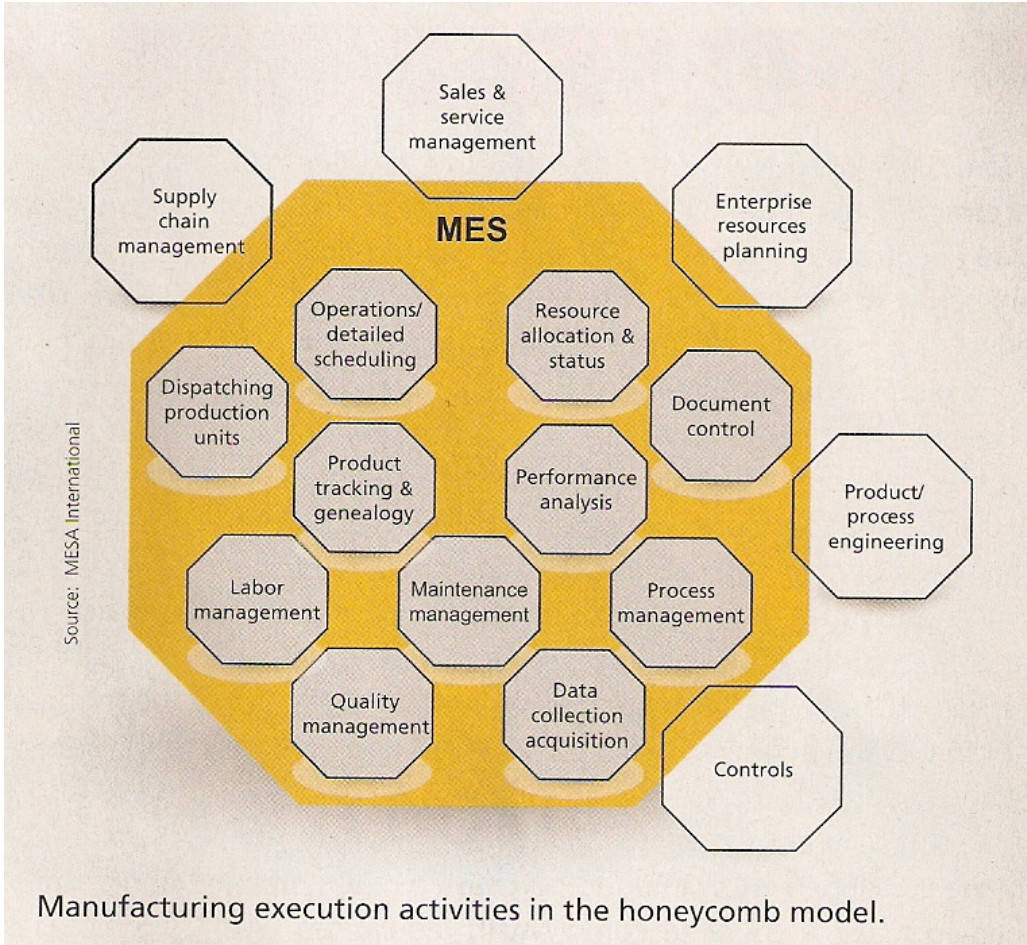 Sales &
service
management
Supply
chain
management
Enterprise
resources
planning
MES
Operations/
detailed
scheduling
Resource
allocation &
status
Dispatching
production
units
Document
control
Product
tracking &
genealogy
Performance
analysis
Product/
process
engineering
Labor
management
Maintenance
management
Process
management
Quality
management
Data
collection
acquisition
Controls
Source: MESA International
Manufacturing execution activities in the honeycomb model.